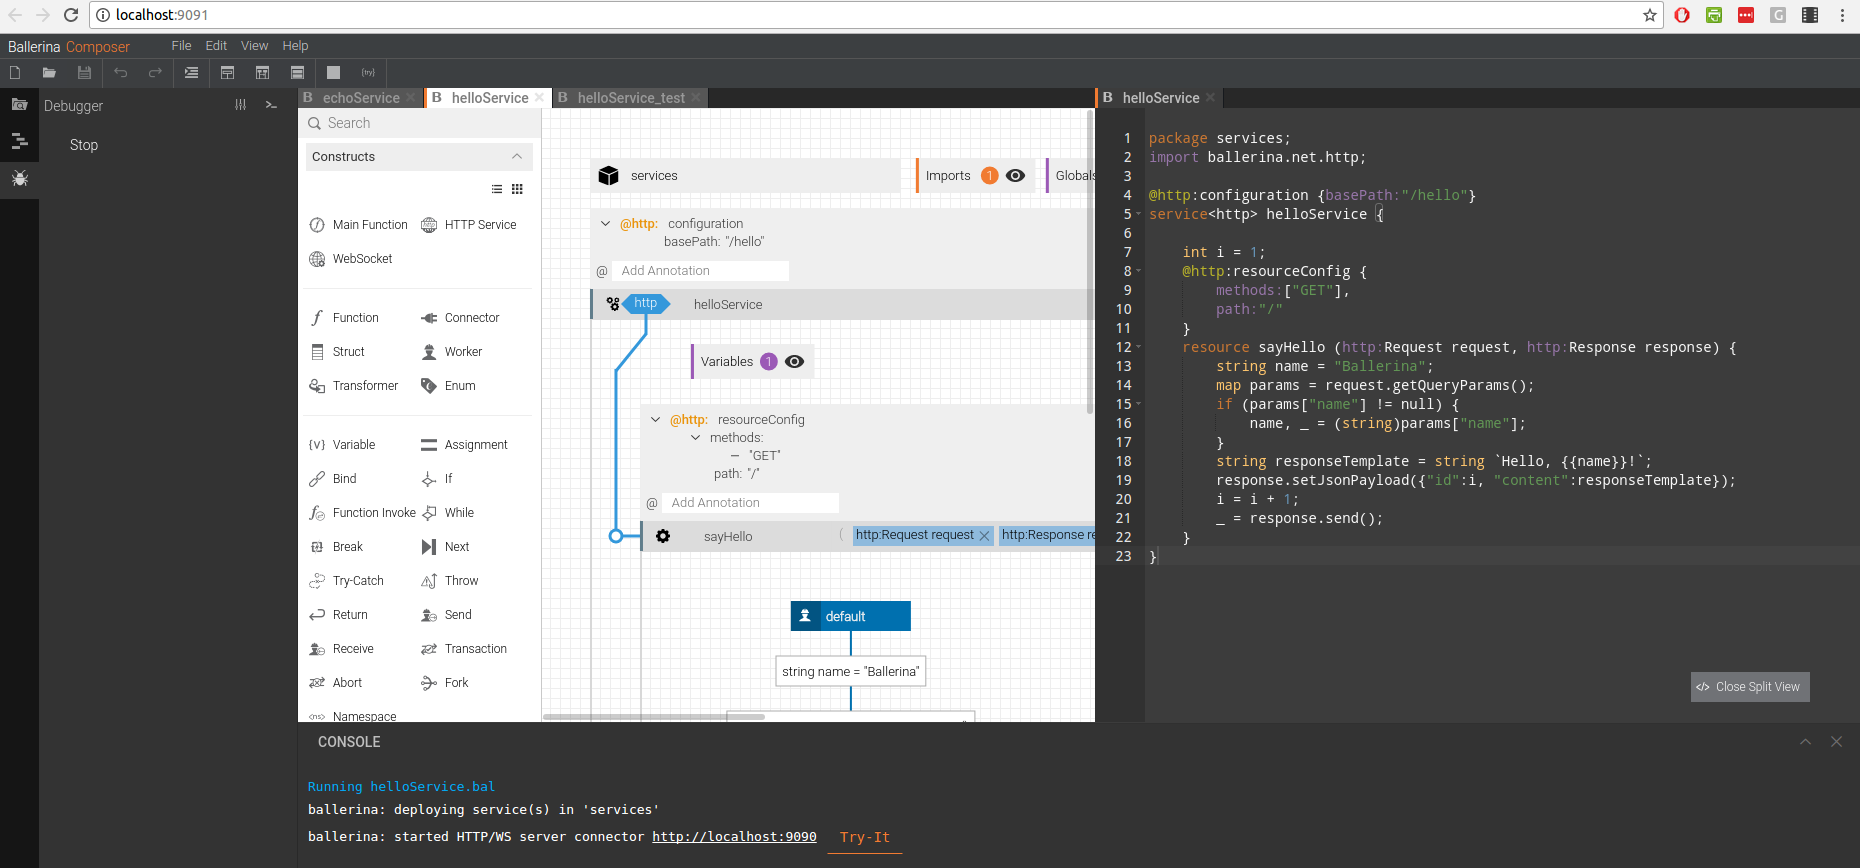 localhost:9091
Ballerina Composer File Edit View Help
{try}
Debugger
Stop
echoService
helloService
helloService_test
Search
Constructs
Main Function HTTP Service
WebSocket
Function Connector
Struct Worker
Transformer Enum
{v} Variable Assignment
Bind If
Function Invoke While
Break Next
Try-Catch Throw
Return Send
Receive Transaction
Abort Fork
<ns> Namespace
services
Imports 1
Globals
@http: configuration
basePath: "/hello"
@ Add Annotation
http helloService
Variables 1
@http: resourceConfig
methods:
– "GET"
path: "/"
@ Add Annotation
sayHello ( http:Request request http:Response re
default
string name = "Ballerina"
helloService
1 package services;
2 import ballerina.net.http;
3
4 @http:configuration {basePath:"/hello"}
5 service<http> helloService {
6
7 int i = 1;
8 @http:resourceConfig {
9 methods:["GET"],
10 path:"/"
11 }
12 resource sayHello (http:Request request, http:Response response) {
13 string name = "Ballerina";
14 map params = request.getQueryParams();
15 if (params["name"] != null) {
16 name, _ = (string)params["name"];
17 }
18 string responseTemplate = string `Hello, {{name}}!`;
19 response.setJsonPayload({"id":i, "content":responseTemplate});
20 i = i + 1;
21 _ = response.send();
22 }
23 }
</> Close Split View
CONSOLE
Running helloService.bal
ballerina: deploying service(s) in 'services'
ballerina: started HTTP/WS server connector http://localhost:9090 Try-It